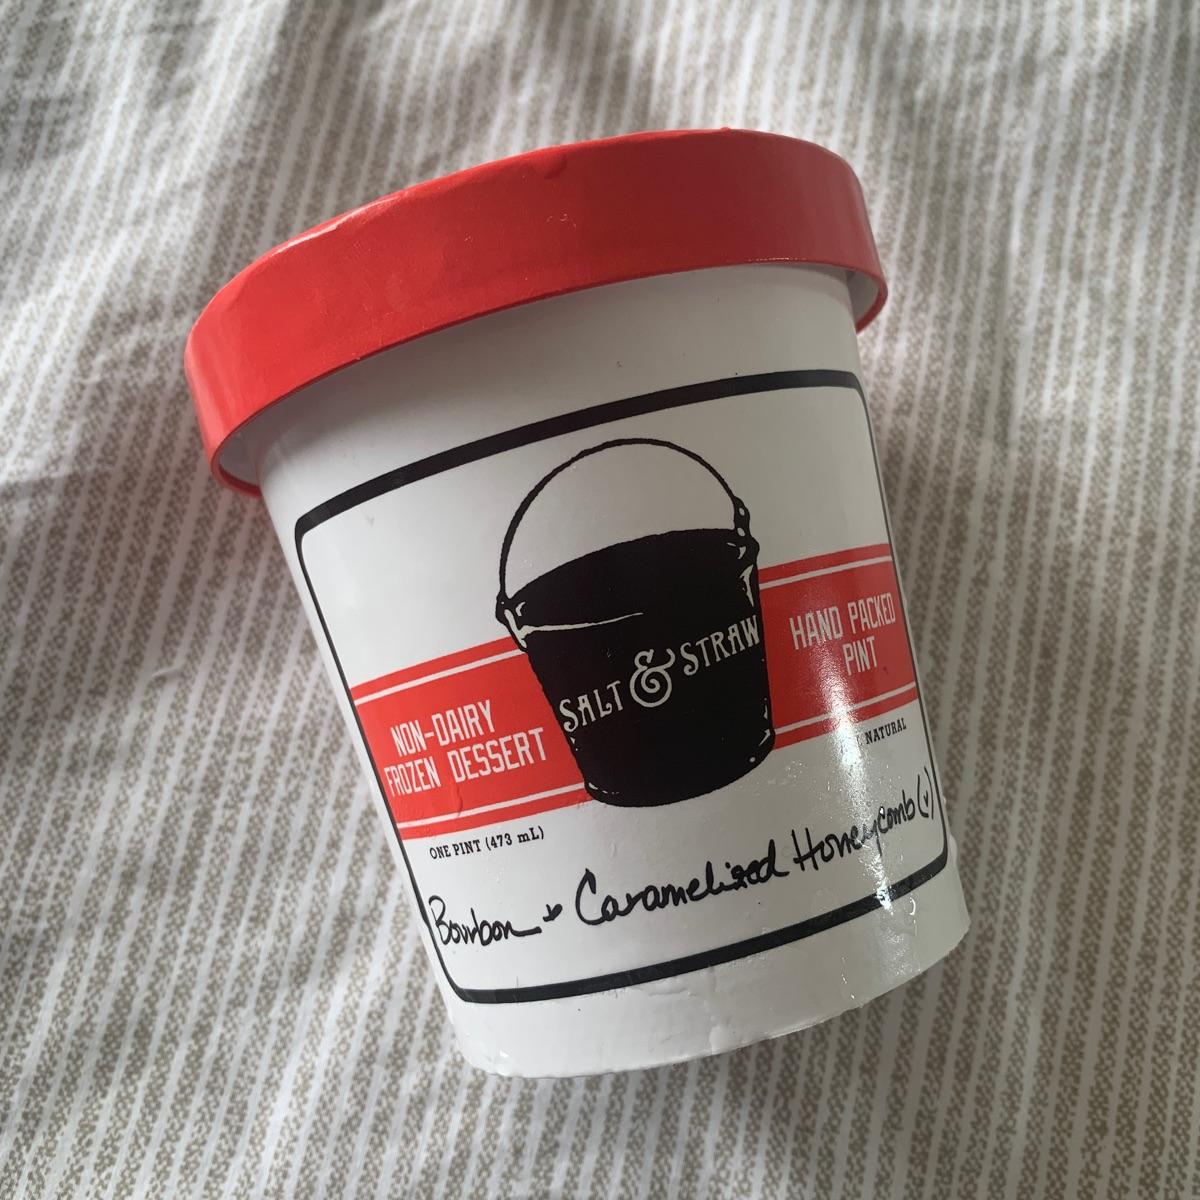 SALT & STRAW
NON-DAIRY
FROZEN DESSERT
HAND PACKED
PINT
ONE PINT (473 mL)
NATURAL
Bourbon + Caramelized Honeycomb (v)